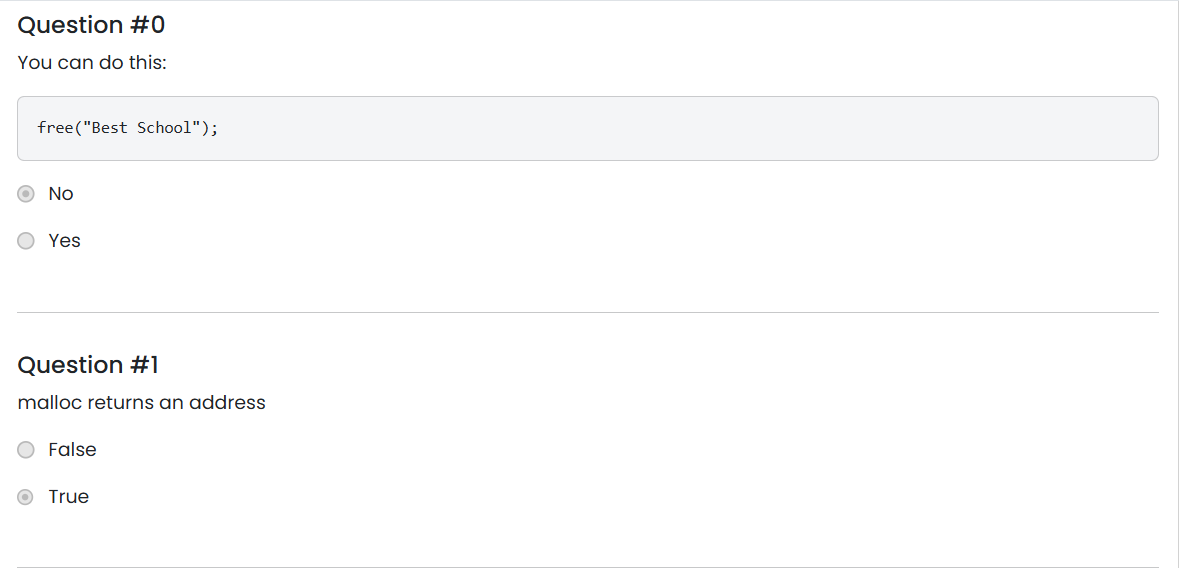 Question #0
You can do this:
free("Best School");
No
Yes
Question #1
malloc returns an address
False
True